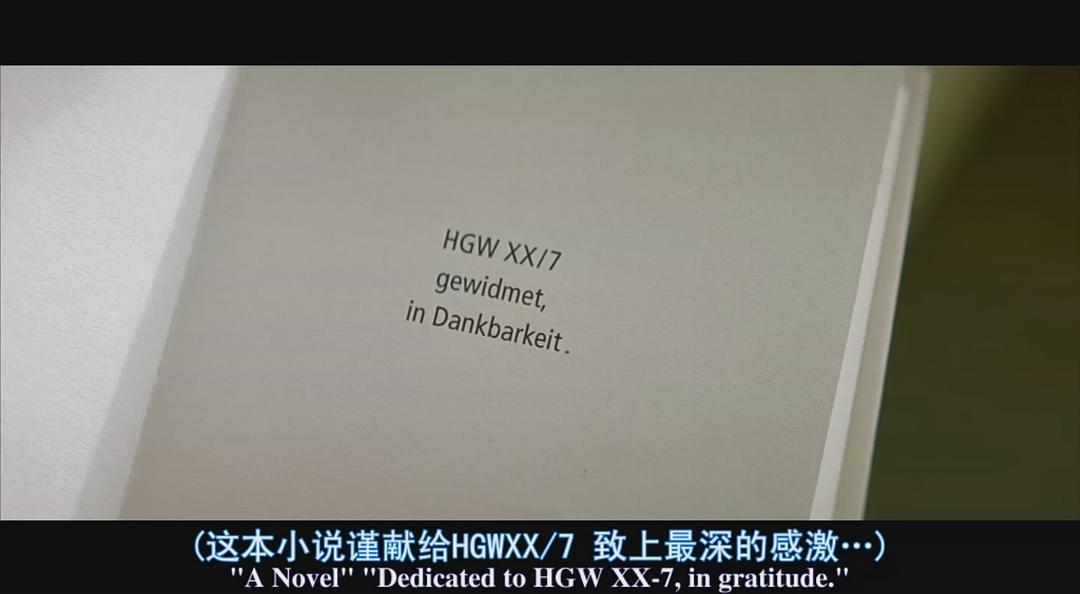 HGW XX/7
gewidmet,
in Dankbarkeit.
(这本小说谨献给HGWXX/7 致上最深的感激…)
"A Novel" "Dedicated to HGW XX-7, in gratitude."